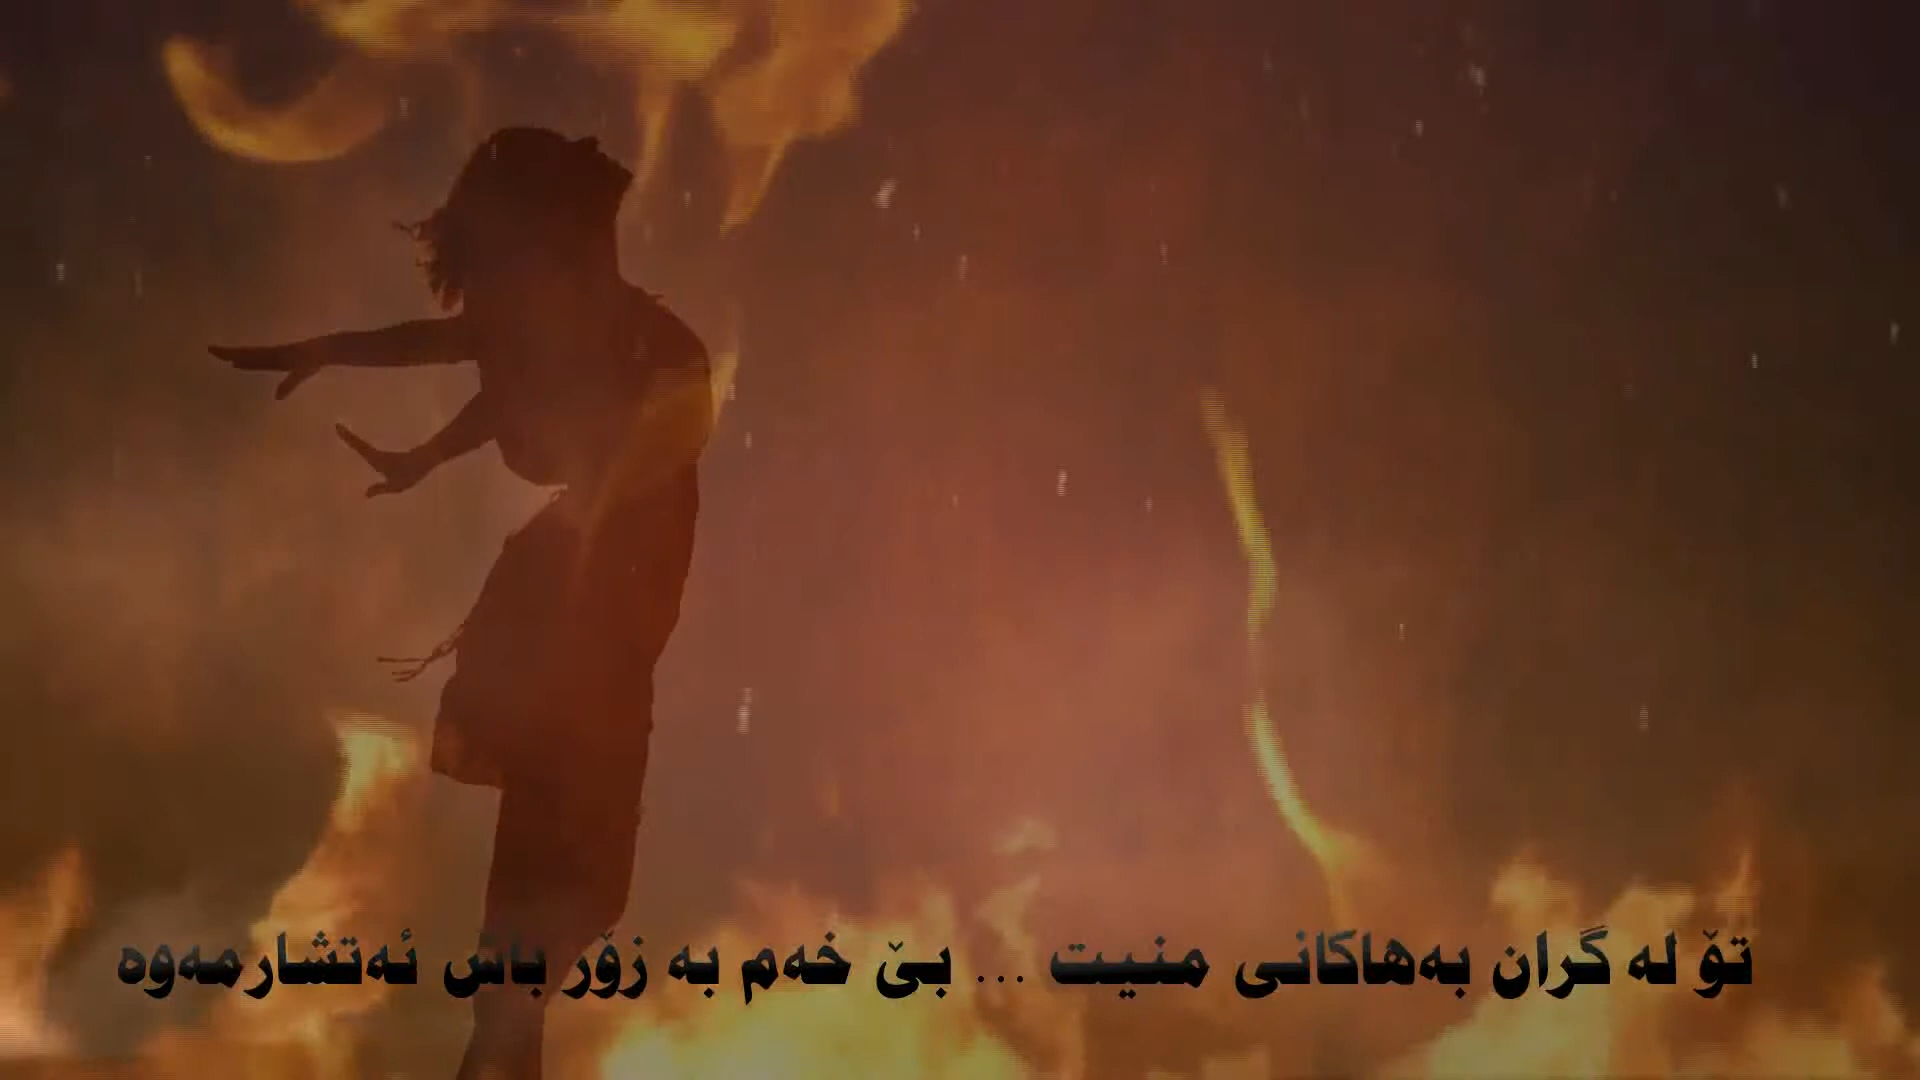 تۆ لە گران بەهاکانی منیت ... بێ خەم بە زۆر باش ئەتشارمەوە